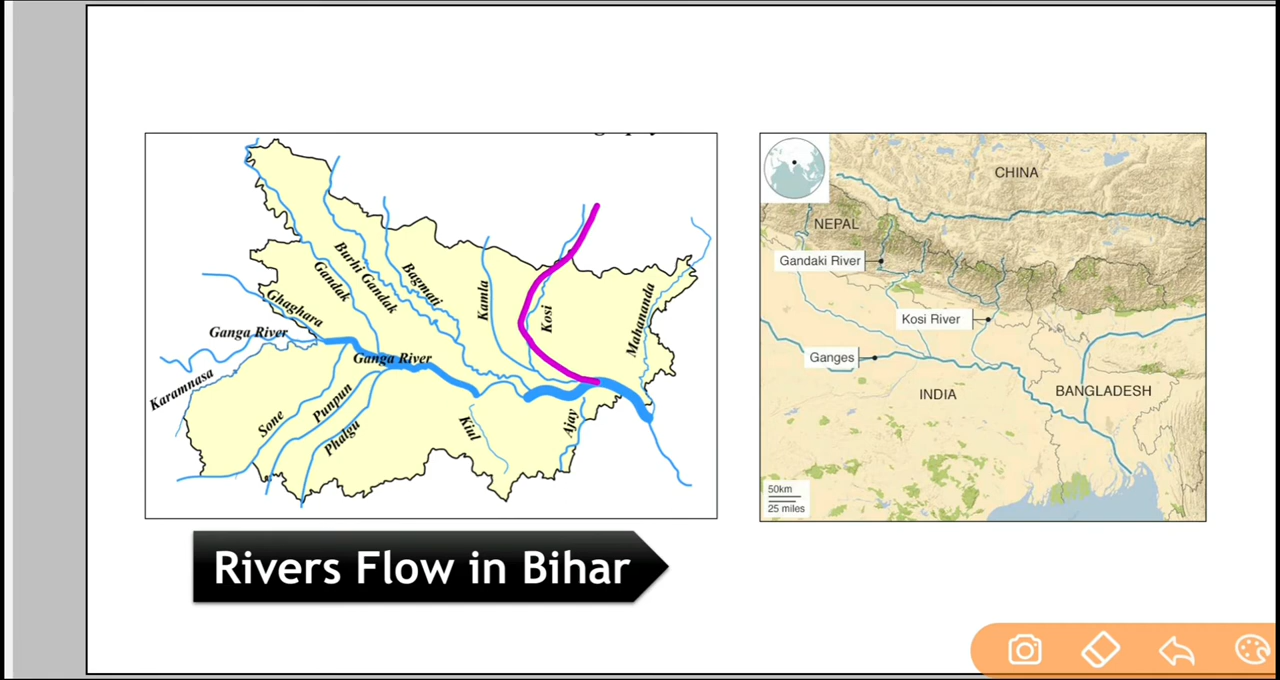 Gandak
Burhi Gandak
Bagmati
Kamla
Kosi
Mahananda
Ghaghara
Ganga River
Ganga River
Karamnasa
Sone
Punpun
Phalgu
Kiul
Ajay
Rivers Flow in Bihar
CHINA
NEPAL
Gandaki River
Kosi River
Ganges
INDIA
BANGLADESH
50km
25 miles